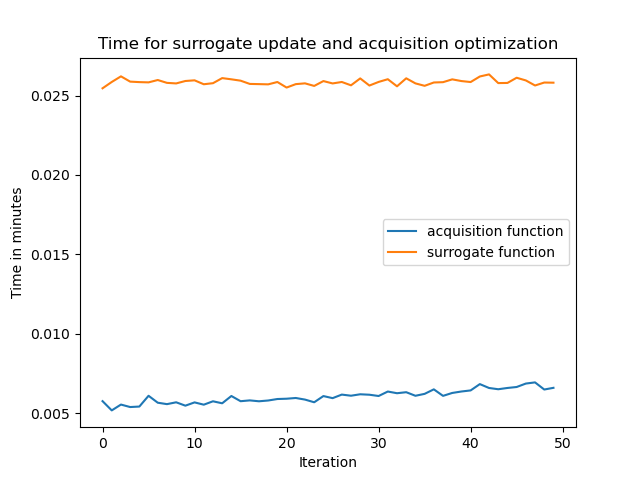 Time for surrogate update and acquisition optimization
0.025
0.020
0.015
0.010
0.005
Time in minutes
acquisition function
surrogate function
0 10 20 30 40 50
Iteration